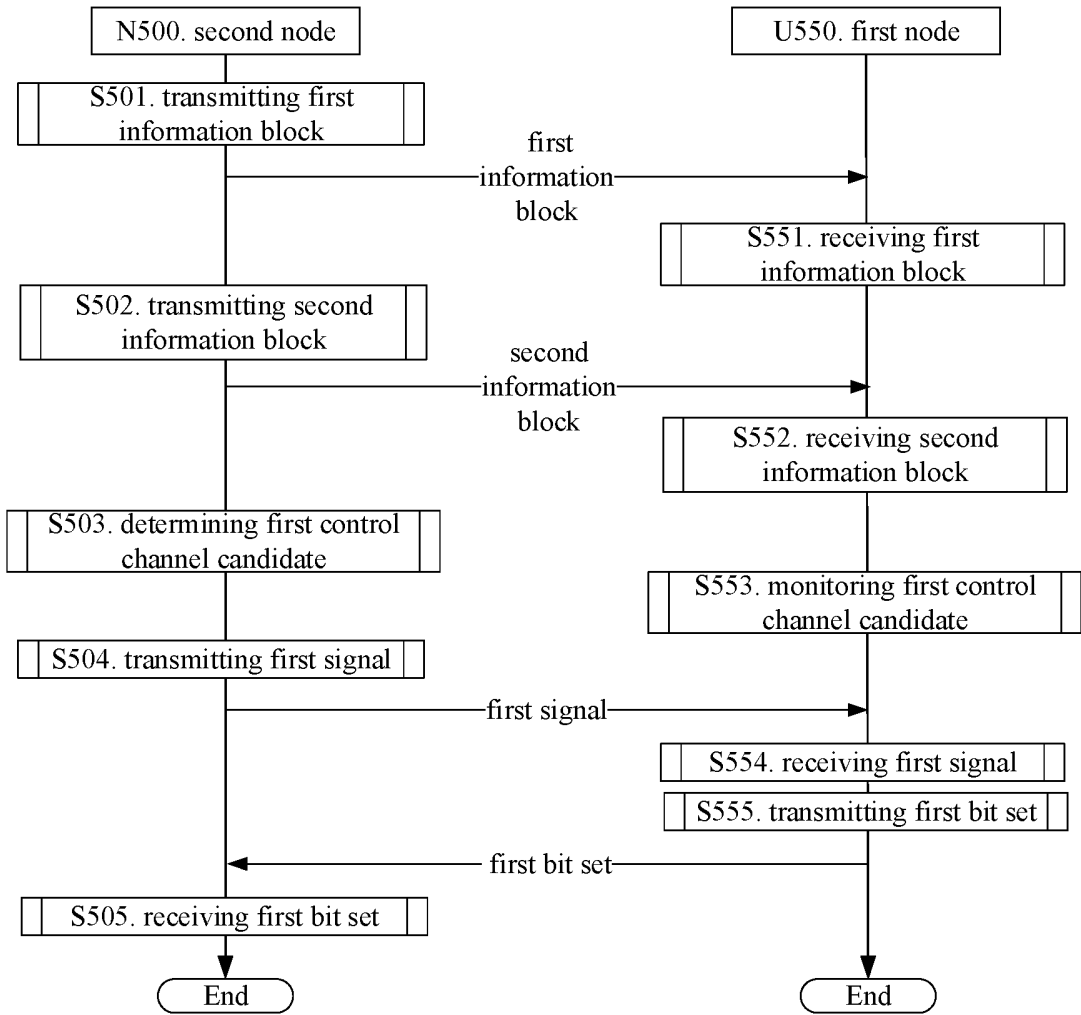 N500. second node
U550. first node
S501. transmitting first
information block
first
information
block
S551. receiving first
information block
S502. transmitting second
information block
second
information
block
S552. receiving second
information block
S503. determining first control
channel candidate
S553. monitoring first control
channel candidate
S504. transmitting first signal
first signal
S554. receiving first signal
S555. transmitting first bit set
first bit set
S505. receiving first bit set
End
End